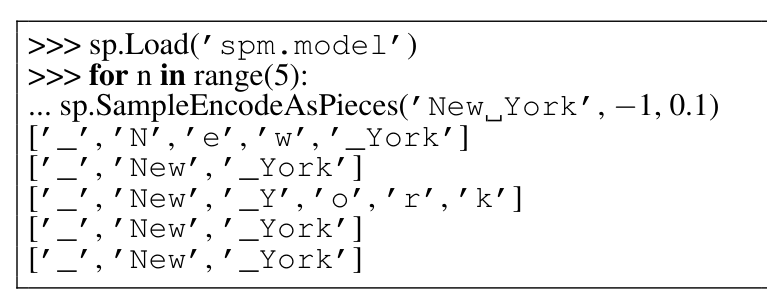 >>> sp.Load('spm.model')
>>> for n in range(5):
... sp.SampleEncodeAsPieces('New␣York', −1, 0.1)
['_','N','e','w','_York']
['_','New','_York']
['_','New','_Y','o','r','k']
['_','New','_York']
['_','New','_York']